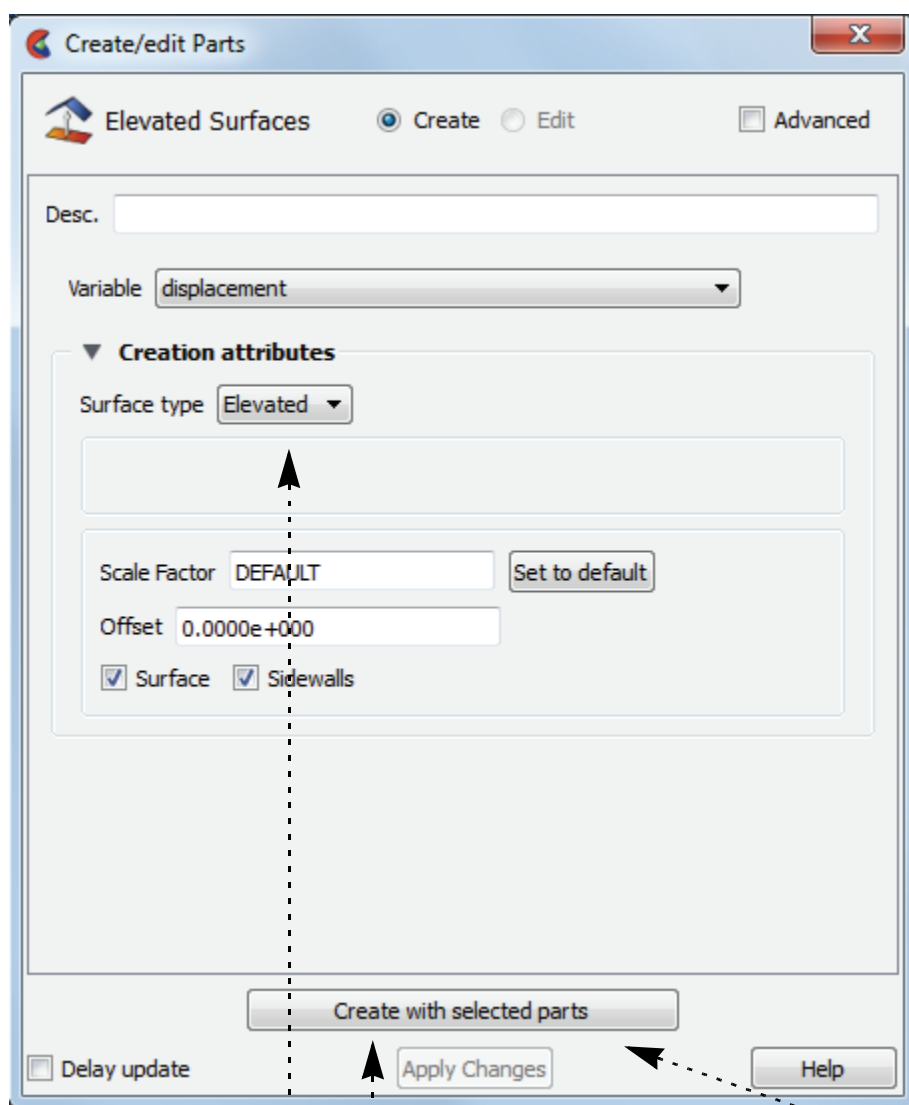 Create/edit Parts
Elevated Surfaces Create Edit Advanced
Desc.
Variable displacement
Creation attributes
Surface type Elevated
Scale Factor DEFAULT Set to default
Offset 0.0000e+000
Surface Sidewalls
Create with selected parts
Delay update Apply Changes Help